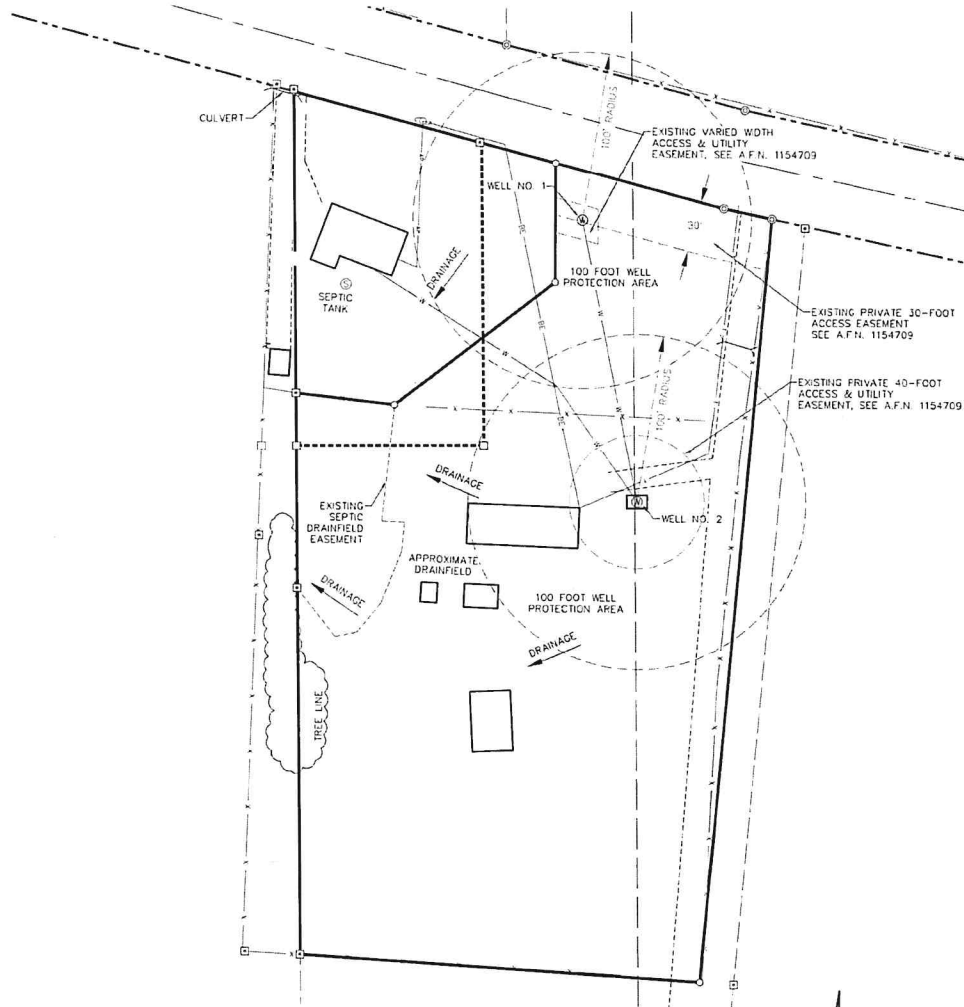 CULVERT
100' RADIUS
EXISTING VARIED WIDTH
ACCESS & UTILITY
EASEMENT, SEE A.F.N. 1154709
WELL NO. 1
W
30'
BE
DRAINAGE
S
SEPTIC
TANK
W
100 FOOT WELL
PROTECTION AREA
W
BE
EXISTING PRIVATE 30-FOOT
ACCESS EASEMENT
SEE A.F.N. 1154709
W
100' RADIUS
EXISTING PRIVATE 40-FOOT
ACCESS & UTILITY
EASEMENT, SEE A.F.N. 1154709
BE
W
W
DRAINAGE
W
WELL NO. 2
EXISTING
SEPTIC
DRAINFIELD
EASEMENT
APPROXIMATE
DRAINFIELD
DRAINAGE
100 FOOT WELL
PROTECTION AREA
DRAINAGE
TREE LINE